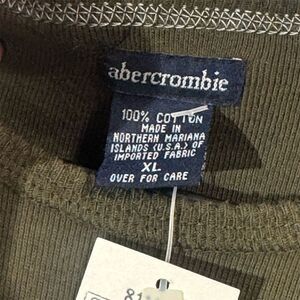 abercrombie
100% COTTON
MADE IN
NORTHERN MARIANA
ISLANDS (U.S.A.) OF
IMPORTED FABRIC
XL
OVER FOR CARE